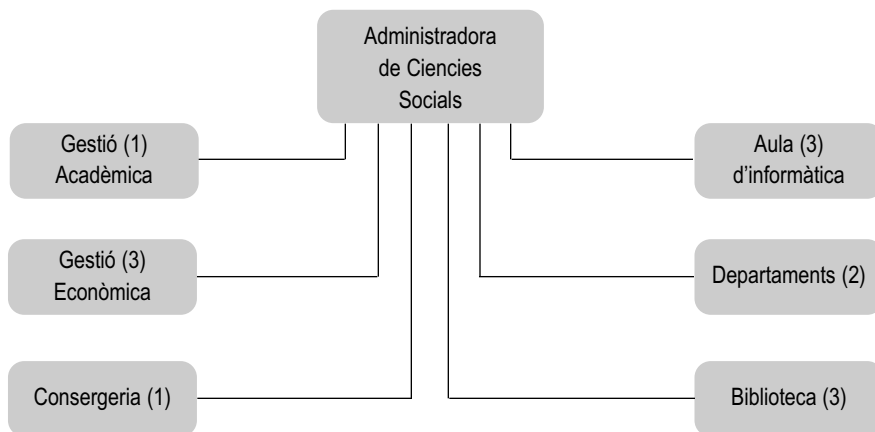 Administradora
de Ciencies
Socials
Gestió (1)
Acadèmica
Aula (3)
d'informàtica
Gestió (3)
Econòmica
Departaments (2)
Consergeria (1)
Biblioteca (3)